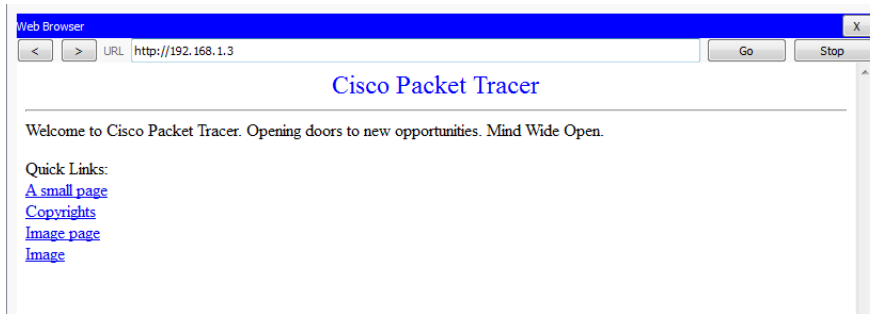 Web Browser X
< > URL http://192.168.1.3 Go Stop
Cisco Packet Tracer
Welcome to Cisco Packet Tracer. Opening doors to new opportunities. Mind Wide Open.
Quick Links:
A small page
Copyrights
Image page
Image